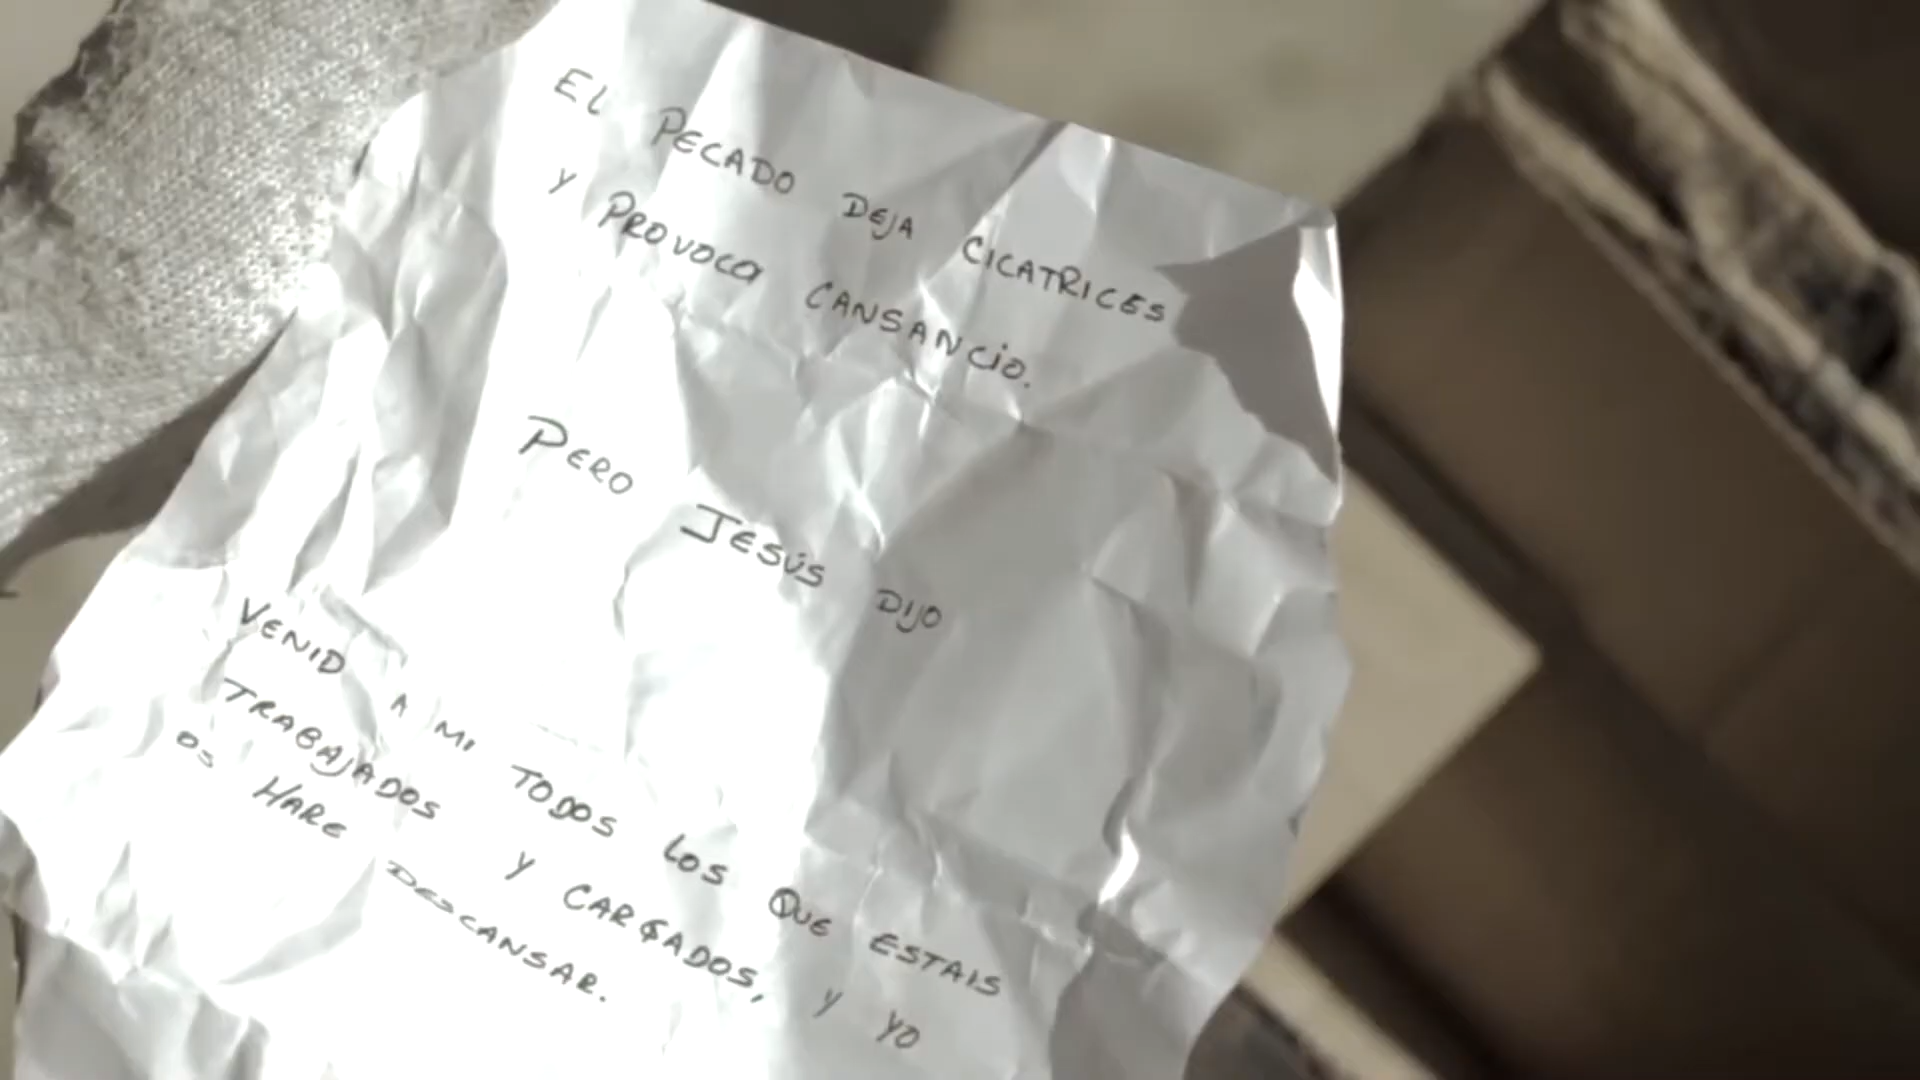 El PECADO DEJA CICATRICES
Y PROVOCA CANSANCIO.
PERO JESÚS DIJO
VENID A MI TODOS LOS QUE ESTAIS
TRABAJADOS Y CARGADOS, Y YO
OS HARE DESCANSAR.